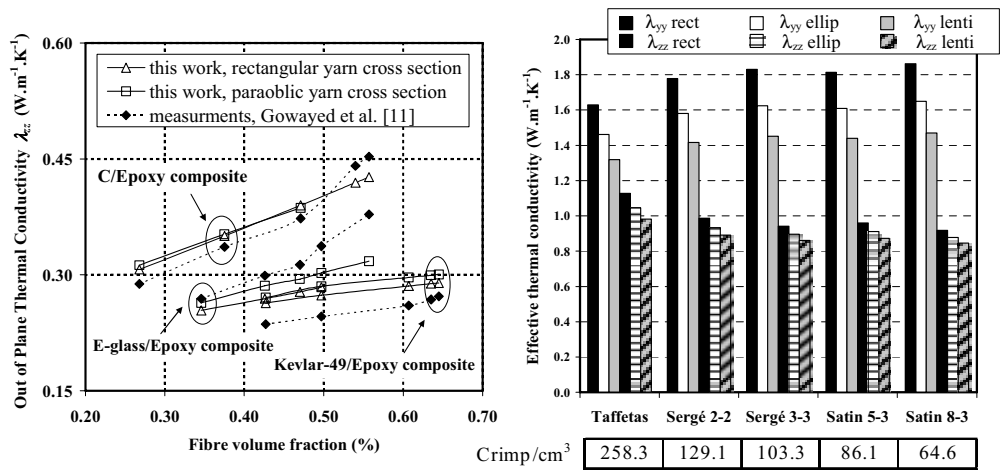 Out of Plane Thermal Conductivity λzz (W.m-1.K-1)
0.60
0.45
0.30
0.15
this work, rectangular yarn cross section
this work, paraoblic yarn cross section
measurments, Gowayed et al. [11]
C/Epoxy composite
E-glass/Epoxy composite
Kevlar-49/Epoxy composite
0.20 0.30 0.40 0.50 0.60 0.70
Fibre volume fraction (%)
λyy rect λyy ellip λyy lenti
λzz rect λzz ellip λzz lenti
Effective thermal conductivity (W.m-1.K-1)
2.0
1.8
1.6
1.4
1.2
1.0
0.8
0.6
0.4
0.2
0.0
Taffetas Sergé 2-2 Sergé 3-3 Satin 5-3 Satin 8-3
Crimp/cm3 258.3 129.1 103.3 86.1 64.6